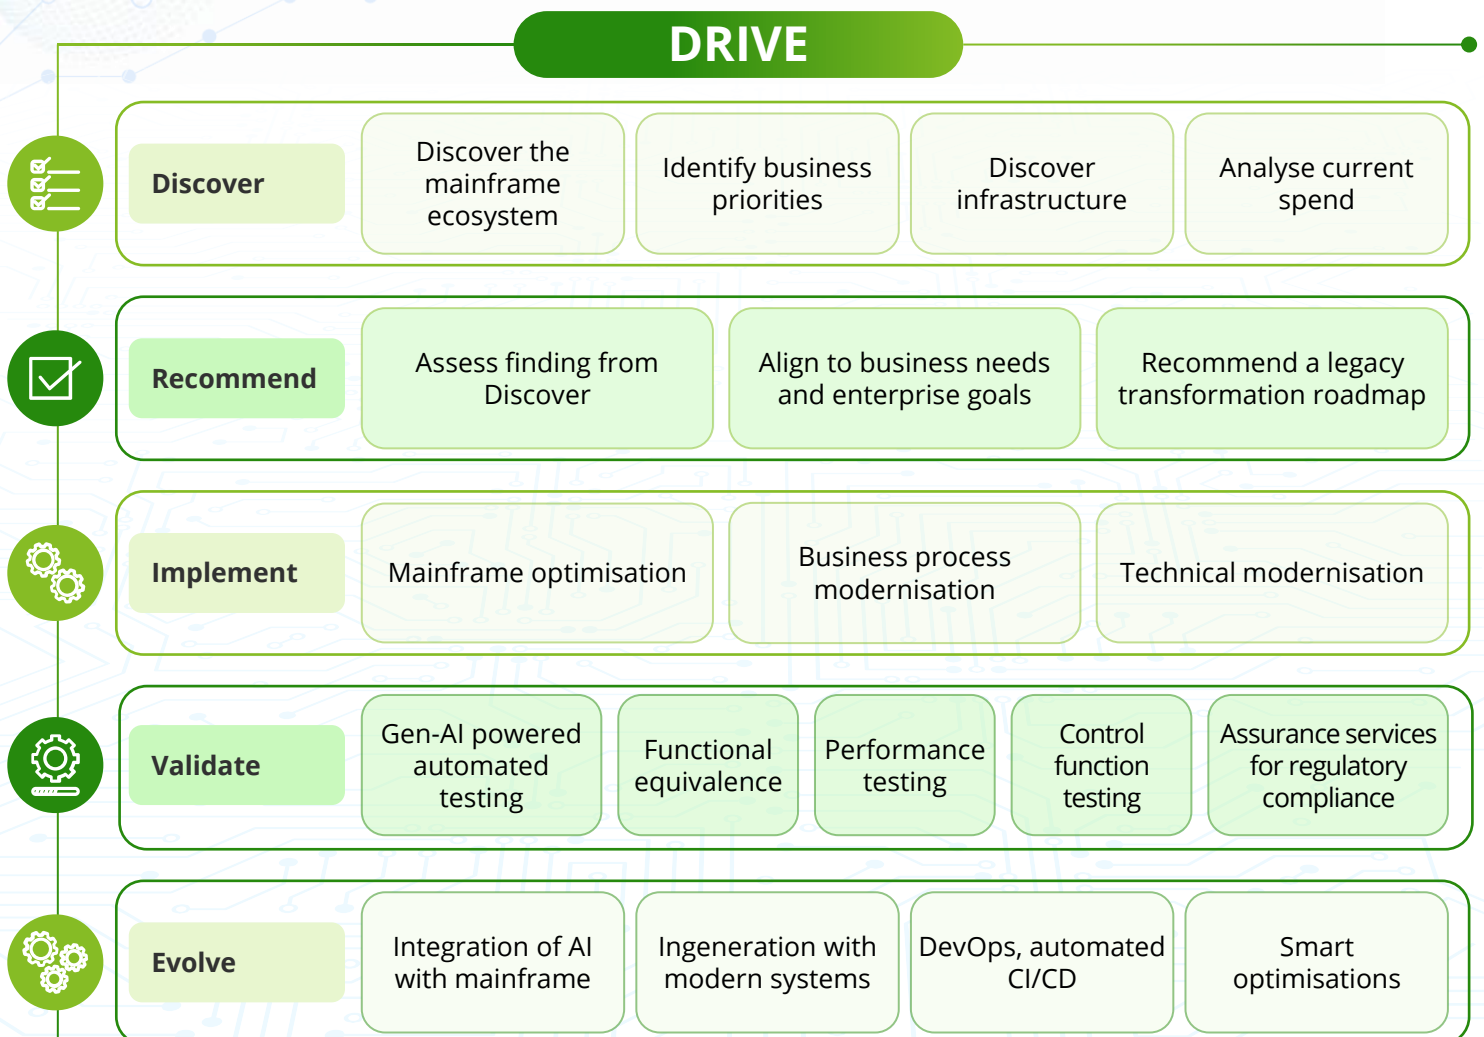 DRIVE
Discover
Discover the
mainframe
ecosystem
Identify business
priorities
Discover
infrastructure
Analyse current
spend
Recommend
Assess finding from
Discover
Align to business needs
and enterprise goals
Recommend a legacy
transformation roadmap
Implement
Mainframe optimisation
Business process
modernisation
Technical modernisation
Validate
Gen-AI powered
automated
testing
Functional
equivalence
Performance
testing
Control
function
testing
Assurance services
for regulatory
compliance
Evolve
Integration of AI
with mainframe
Ingeneration with
modern systems
DevOps, automated
CI/CD
Smart
optimisations